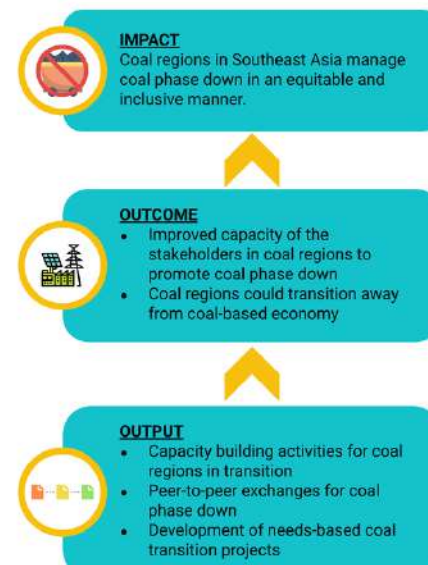 IMPACT
Coal regions in Southeast Asia manage
coal phase down in an equitable and
inclusive manner.
OUTCOME
• Improved capacity of the
stakeholders in coal regions to
promote coal phase down
• Coal regions could transition away
from coal-based economy
OUTPUT
• Capacity building activities for coal
regions in transition
• Peer-to-peer exchanges for coal
phase down
• Development of needs-based coal
transition projects